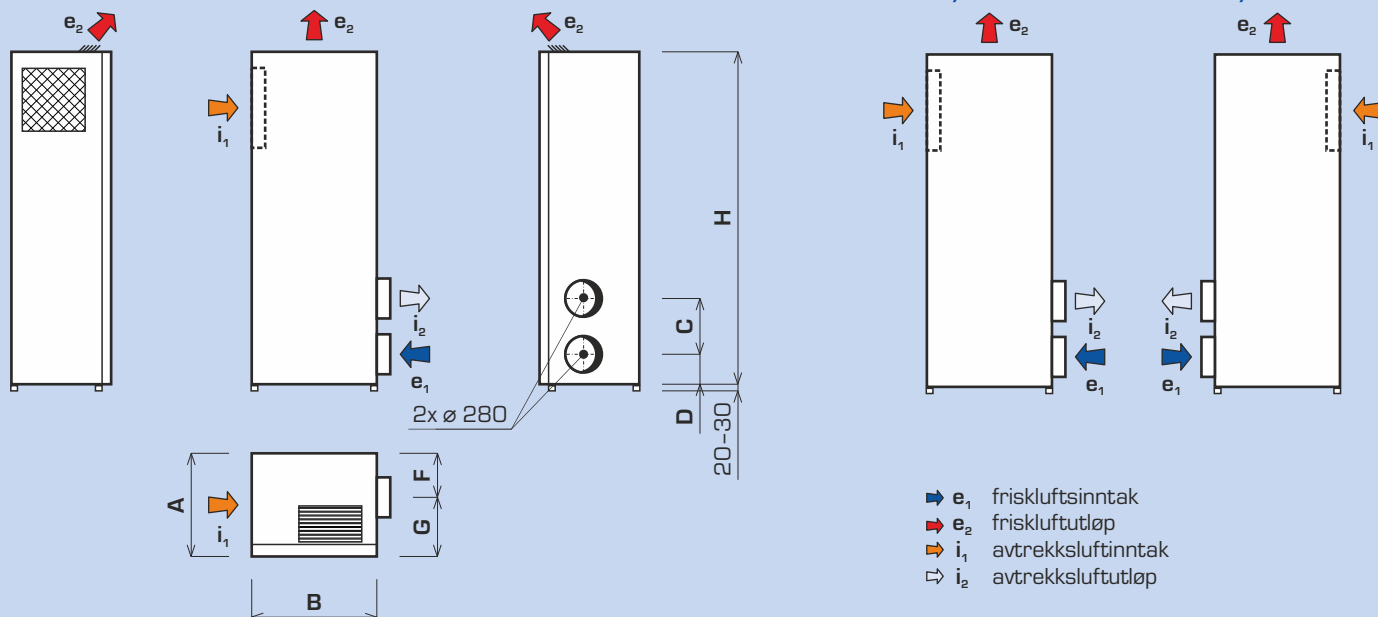 e₂
e₂
e₂
e₂
e₂
i₁
i₁
i₁
H
i₂
i₂
i₂
C
e₁
e₁
e₁
2x ø 280
D
20-30
A
F
G
i₁
B
e₁ friskluftsinntak
e₂ friskluftutløp
i₁ avtrekksluftinntak
i₂ avtrekksluftutløp